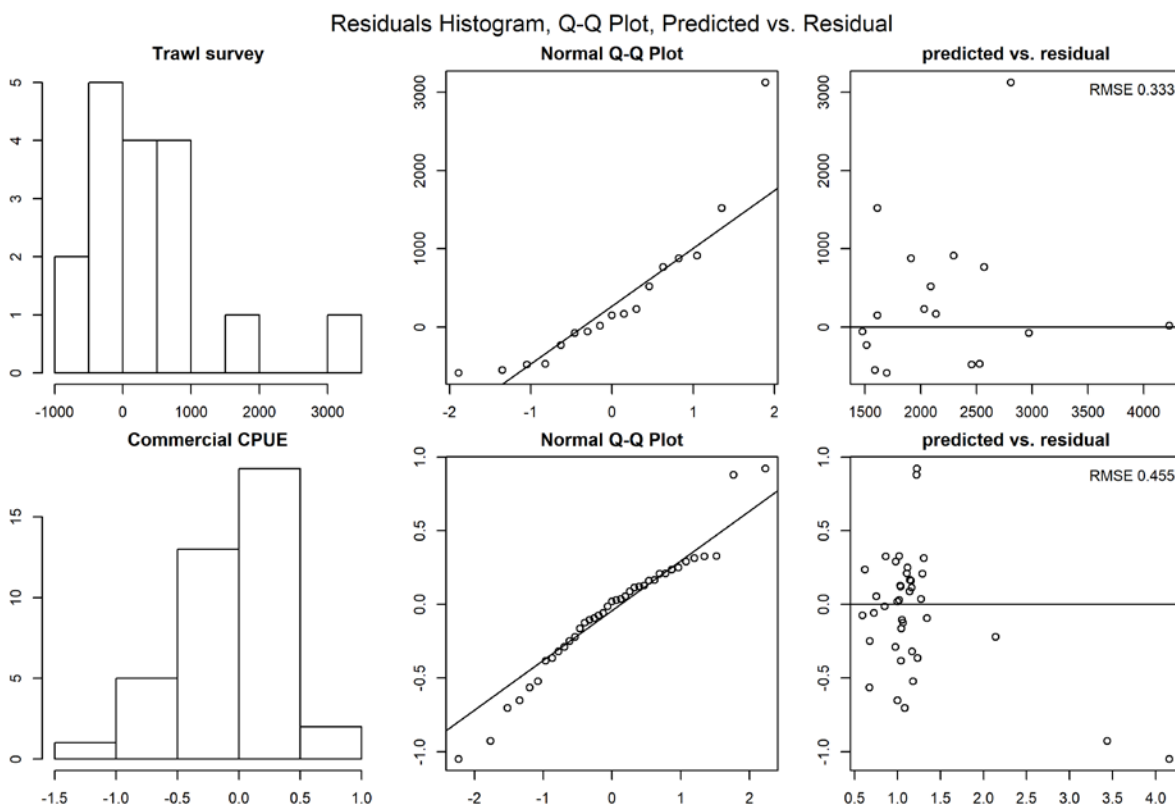 Residuals Histogram, Q-Q Plot, Predicted vs. Residual
Trawl survey
Normal Q-Q Plot
predicted vs. residual
5
4
3
2
1
0
-1000 0 1000 2000 3000
3000
2000
1000
0
-2 -1 0 1 2
3000
2000
1000
0
RMSE 0.333
1500 2000 2500 3000 3500 4000
Commercial CPUE
Normal Q-Q Plot
predicted vs. residual
15
10
5
0
-1.5 -1.0 -0.5 0.0 0.5 1.0
1.0
0.5
0.0
-0.5
-1.0
-2 -1 0 1 2
1.0
0.5
0.0
-0.5
-1.0
RMSE 0.455
0.5 1.0 1.5 2.0 2.5 3.0 3.5 4.0